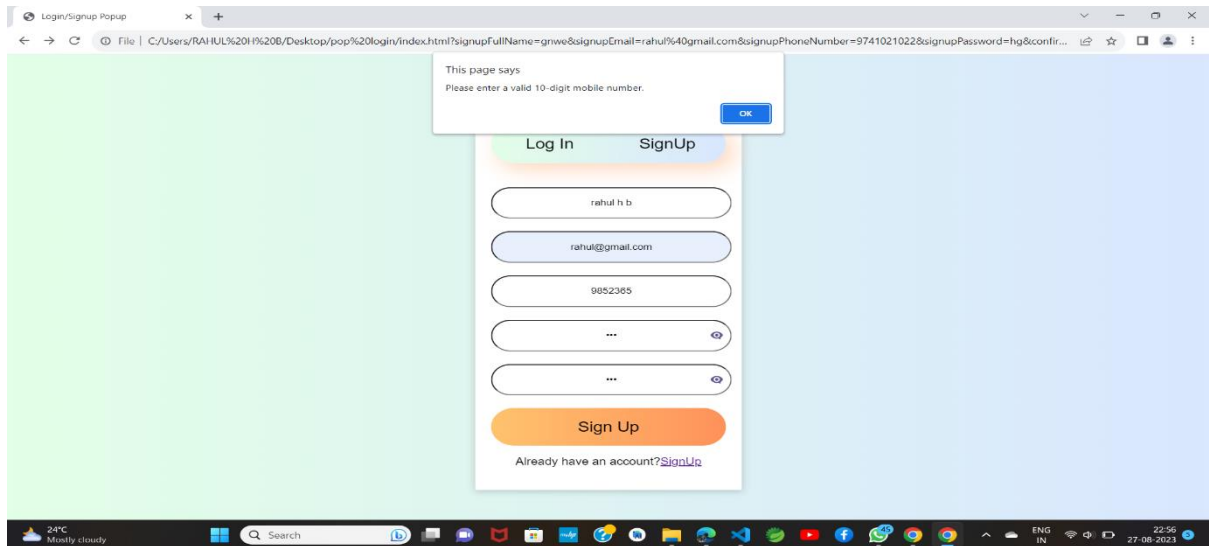 Login/Signup Popup
File | C:/Users/RAHUL%20H%20B/Desktop/pop%20login/index.html?signupFullName=gnwe&signupEmail=rahul%40gmail.com&signupPhoneNumber=9741021022&signupPassword=hg&confir...
This page says
Please enter a valid 10-digit mobile number.
OK
Log In SignUp
rahul h b
rahul@gmail.com
9852365
•••
•••
Sign Up
Already have an account?SignUp
24°C
Mostly cloudy
Search
45
ENG
IN
22:56
27-08-2023